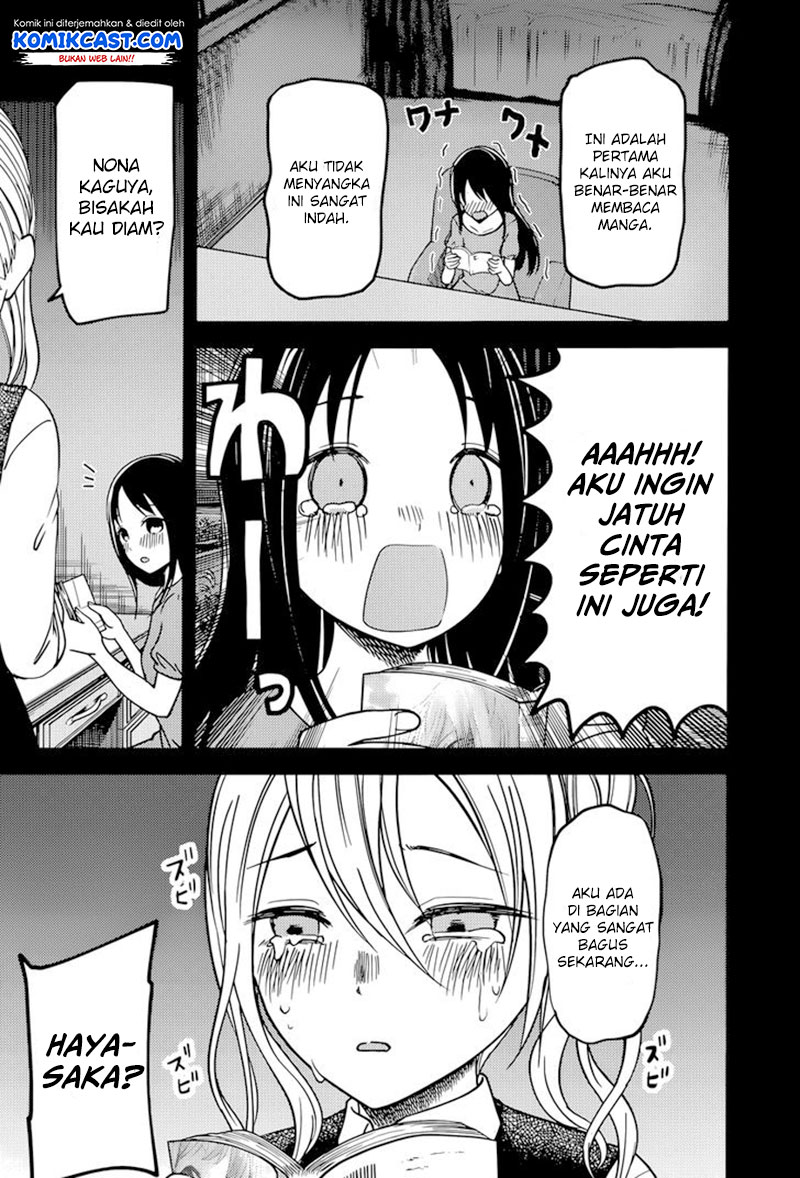 Komik ini diterjemahkan & diedit oleh
KOMIKCAST.COM
BUKAN WEB LAIN!!
INI ADALAH
PERTAMA
KALINYA AKU
BENAR-BENAR
MEMBACA
MANGA.
ワナ
ワナ
AKU TIDAK
MENYANGKA
INI SANGAT
INDAH.
AAAHHH!
AKU INGIN
JATUH
CINTA
SEPERTI
INI JUGA!
わーっ
NONA
KAGUYA,
BISAKAH
KAU DIAM?
AKU ADA
DI BAGIAN
YANG SANGAT
BAGUS
SEKARANG...
ズビ
ズビ
ズビ
HAYA-
SAKA?